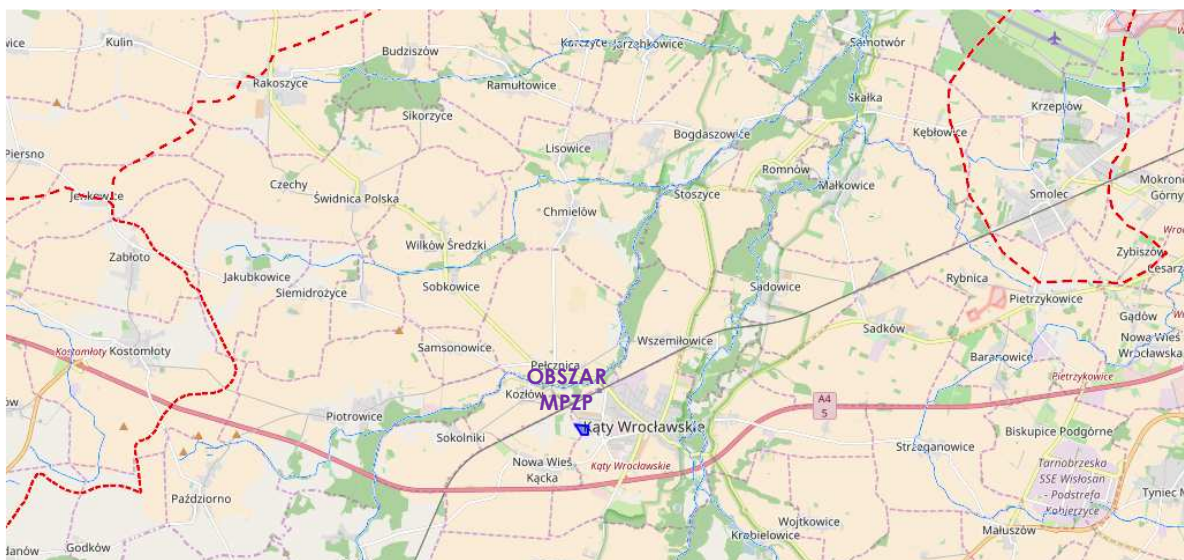 Kulin
Budziszów
Jarząbkowice
Samotwór
Rakoszyce
Ramułtowice
Skałka
Krzeptów
Sikorzyce
Piersno
Lisowice
Bogdaszowice
Kębłowice
Czechy
Romnów
Jenkowice
Świdnica Polska
Stoszyce
Małkowice
Smolec
Mokronos
Górny
Chmielów
Zabłoto
Wilków Średzki
Zybiszów
Jakubkowice
Siemidrożyce
Sobkowice
Sadowice
Rybnica
Pietrzykowice
Gądów
Sadków
Nowa Wieś
Wrocławska
Kostomłoty
Kostomłoty
Samsonowice
Wszemiłowice
Baranowice
Pełcznica
OBSZAR
MPZP
Kozłów
Pietrzykowice
A4
5
Piotrowice
Sokolniki
Kąty Wrocławskie
Strzeganowice
Biskupice Podgórne
Nowa Wieś
Kącka
Kąty Wrocławskie
Tarnobrzeska
SSE Wisłosan
- Podstrefa
Kobierzyce
Paździorno
Tyniec M
Wojtkowice
Małuszów
Krobielowice
Godków